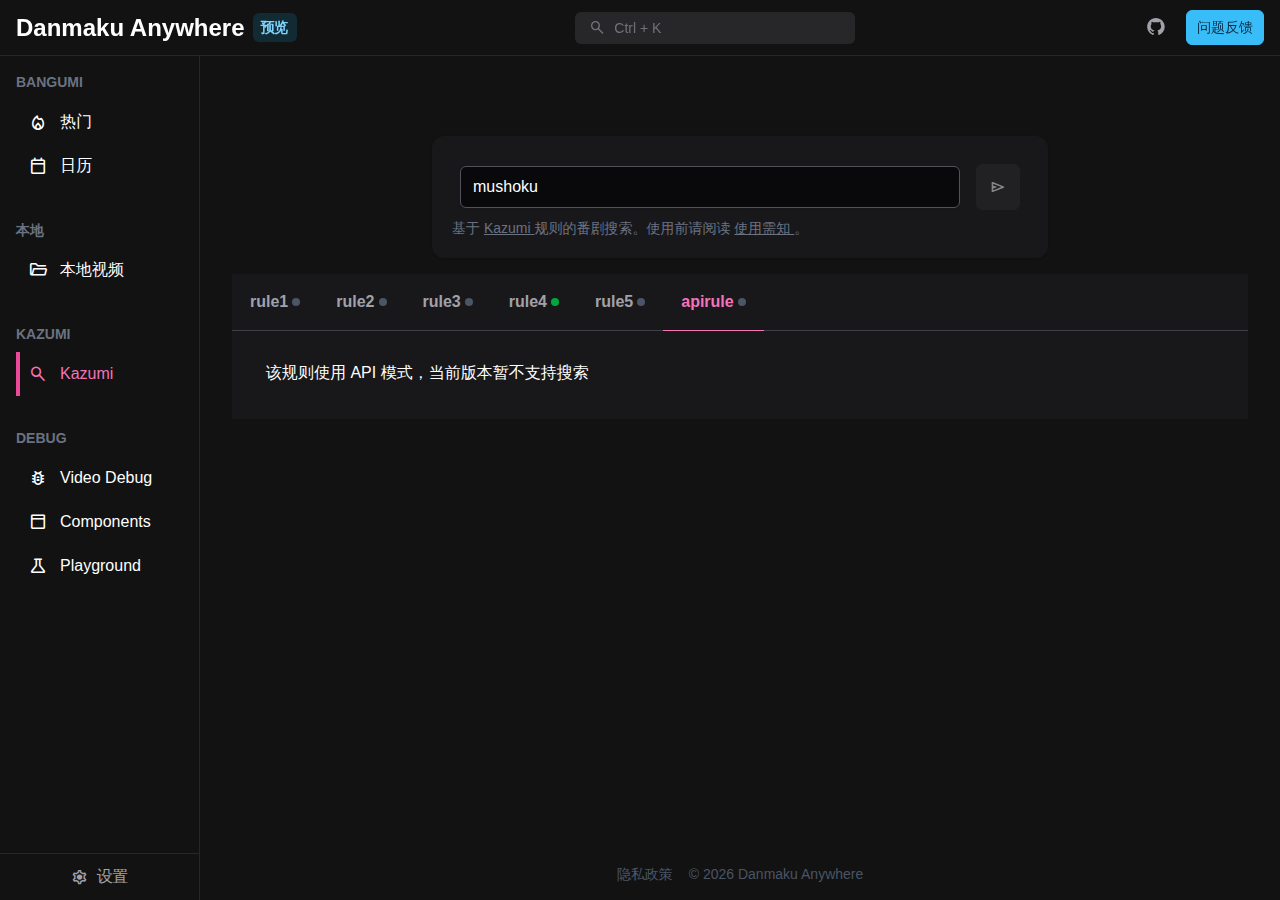 Danmaku Anywhere 预览 Ctrl + K 问题反馈
BANGUMI
热门
日历
本地
本地视频
KAZUMI
Kazumi
DEBUG
Video Debug
Components
Playground
设置
mushoku
基于 Kazumi 规则的番剧搜索。使用前请阅读 使用需知 。
rule1 rule2 rule3 rule4 rule5 apirule
该规则使用 API 模式，当前版本暂不支持搜索
隐私政策 © 2026 Danmaku Anywhere